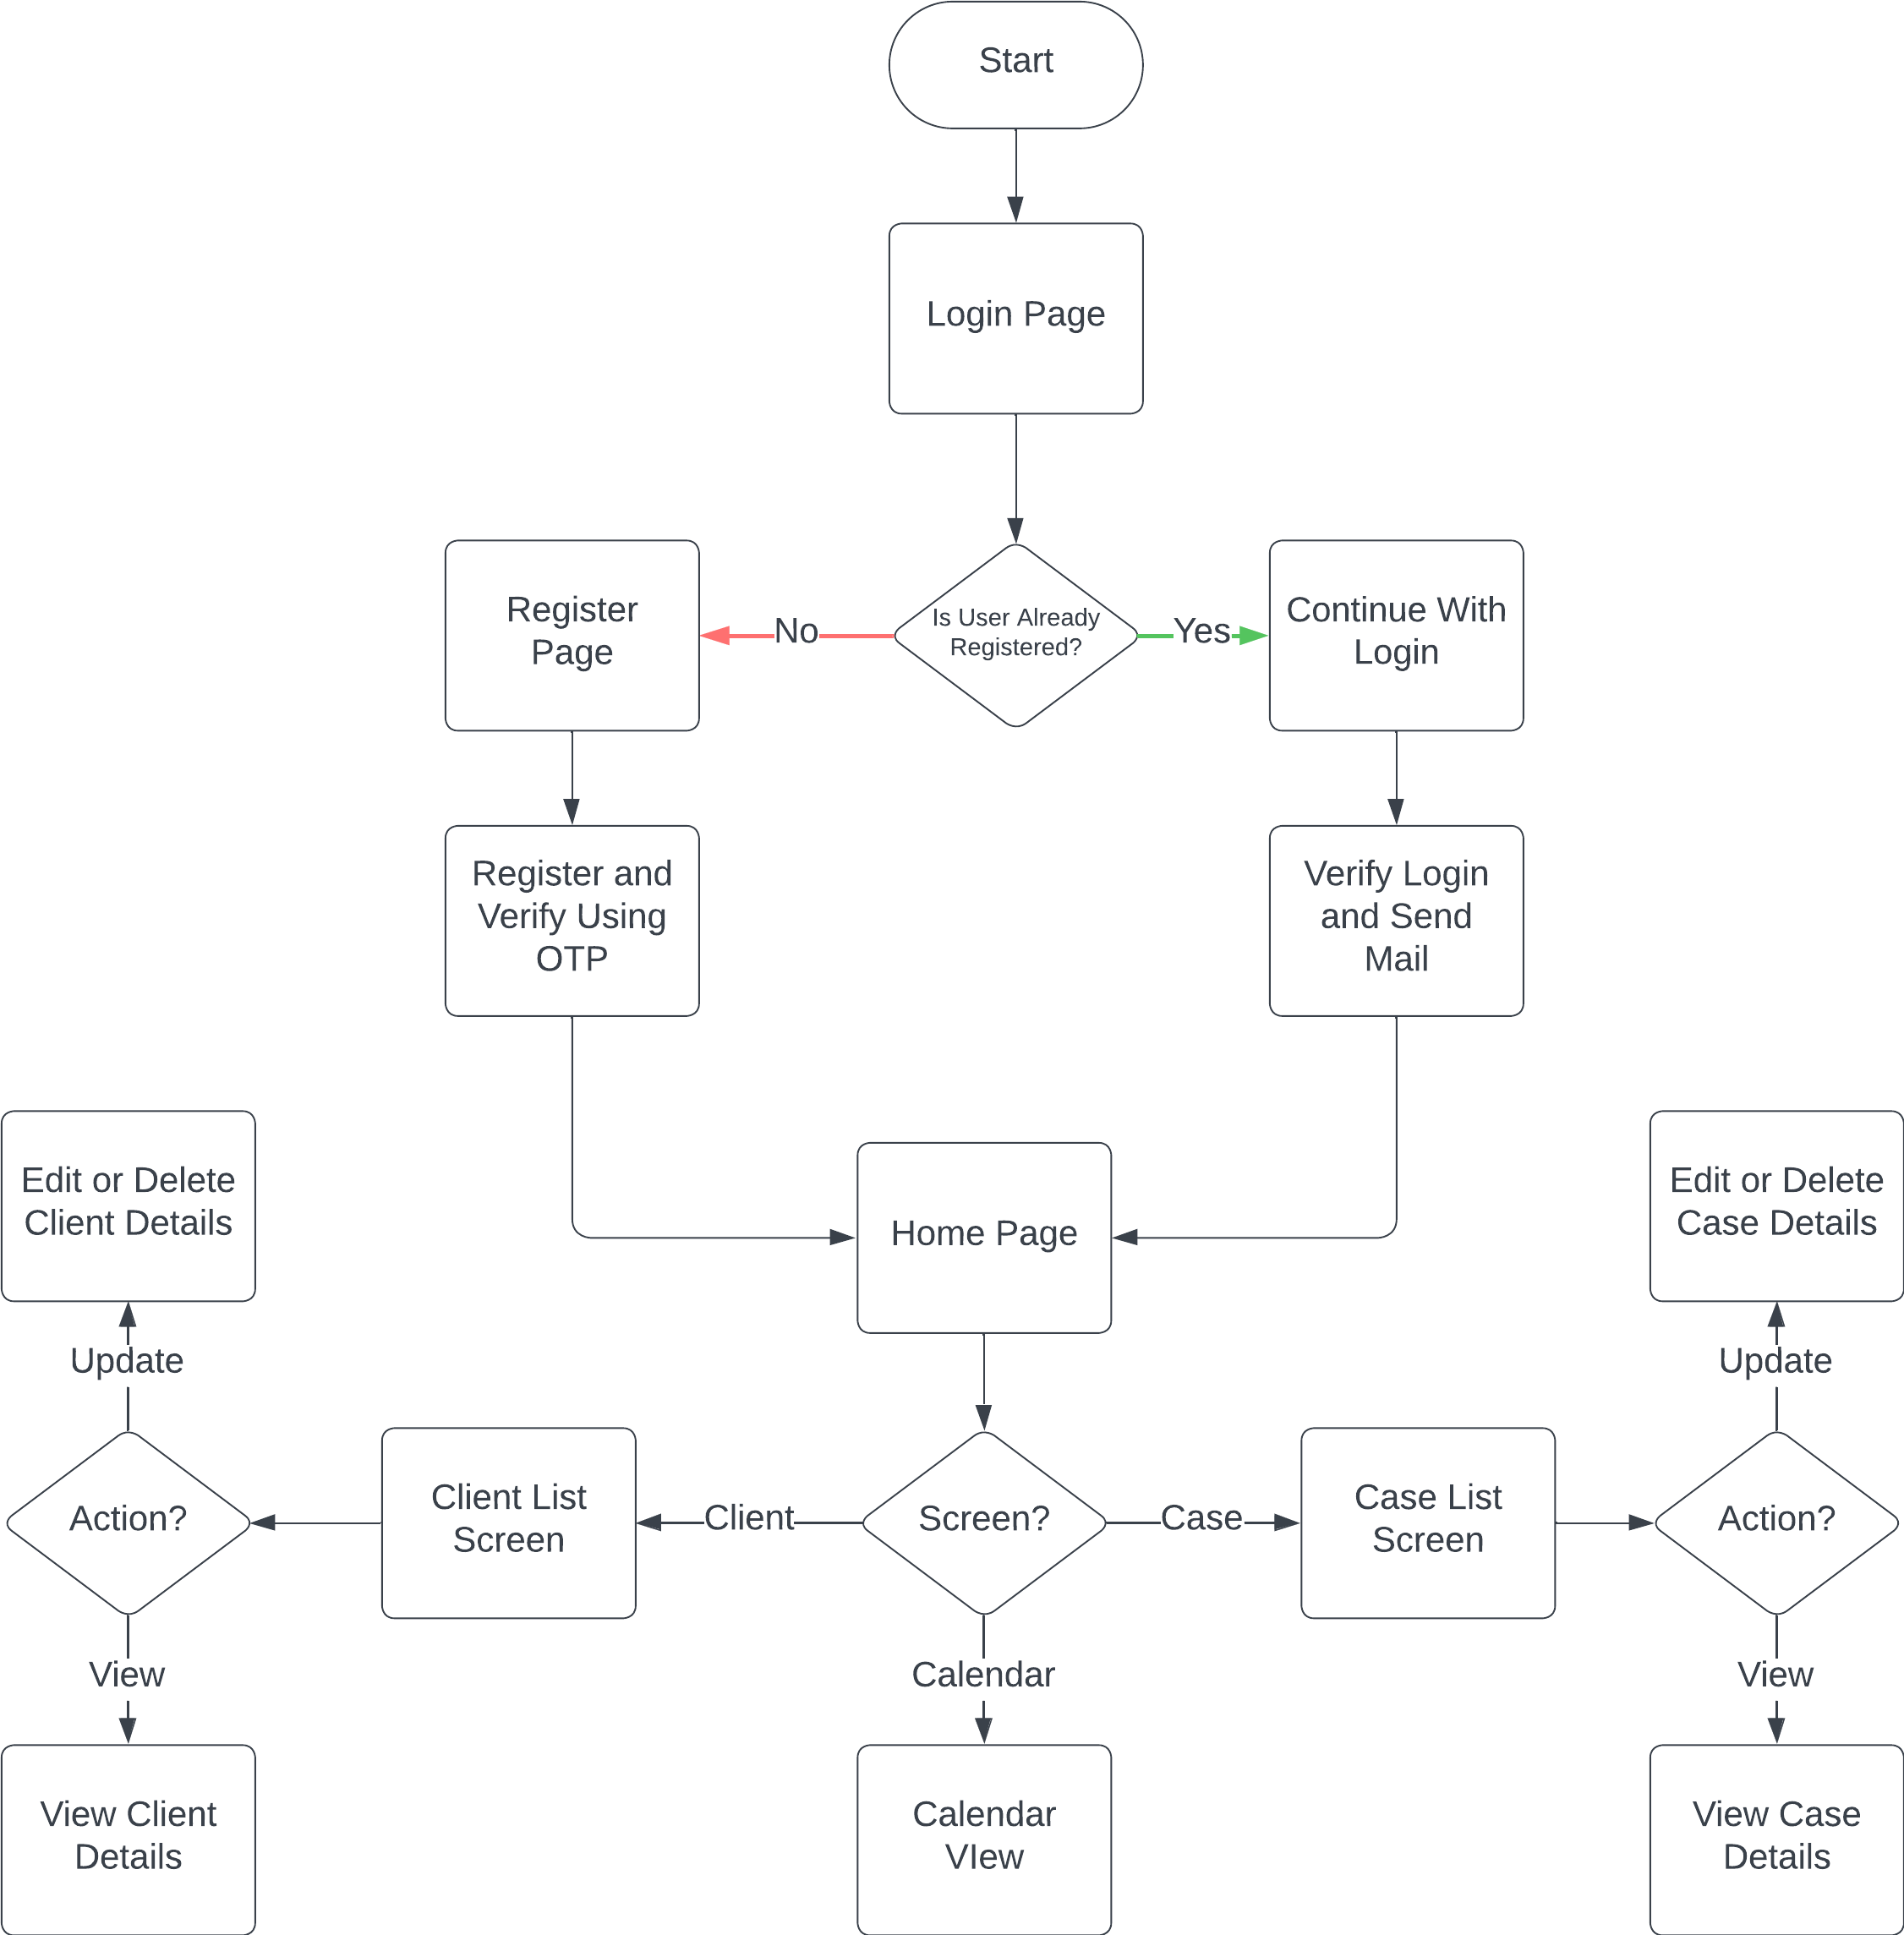 Start
Login Page
Register
Page
No
Is User Already
Registered?
Yes
Continue With
Login
Register and
Verify Using
OTP
Verify Login
and Send
Mail
Edit or Delete
Client Details
Home Page
Edit or Delete
Case Details
Update
Update
Action?
Client List
Screen
Client
Screen?
Case
Case List
Screen
Action?
View
Calendar
View
View Client
Details
Calendar
VIew
View Case
Details